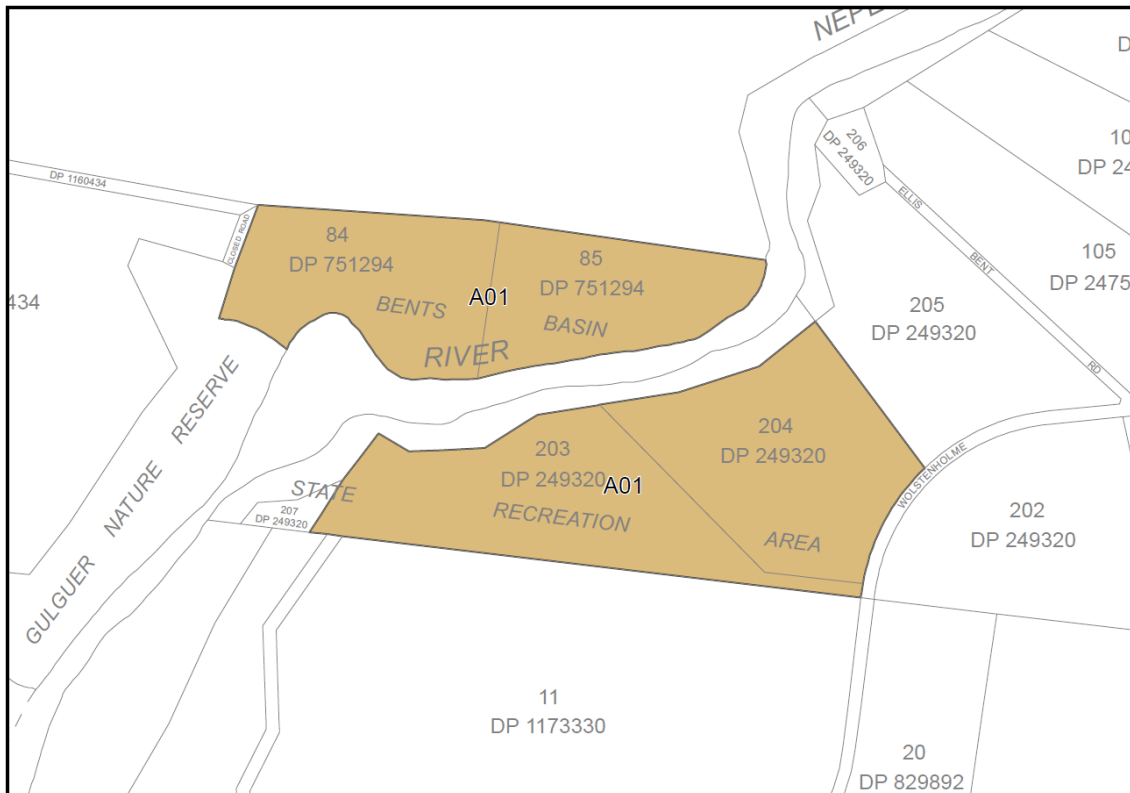 NEPE
D
10
DP 24
206
DP 249320
DP 1160434
CLOSED ROAD
ELLIS
BENT
RD
84
DP 751294
85
DP 751294
105
DP 2475
A01
BENTS
BASIN
RIVER
434
205
DP 249320
NATURE RESERVE
GULGUER
204
DP 249320
203
DP 249320
A01
STATE
RECREATION
AREA
WOLSTENHOLME
207
DP 249320
202
DP 249320
11
DP 1173330
20
DP 829892